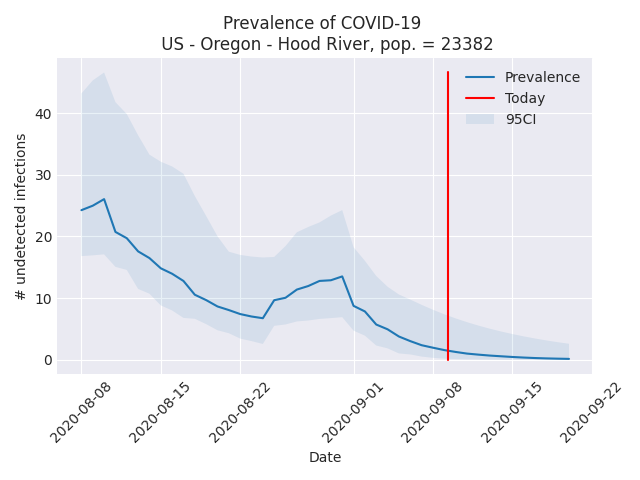 Prevalence of COVID-19
US - Oregon - Hood River, pop. = 23382
Prevalence
Today
95CI
# undetected infections
40
30
20
10
0
2020-08-08
2020-08-15
2020-08-22
2020-09-01
2020-09-08
2020-09-15
2020-09-22
Date